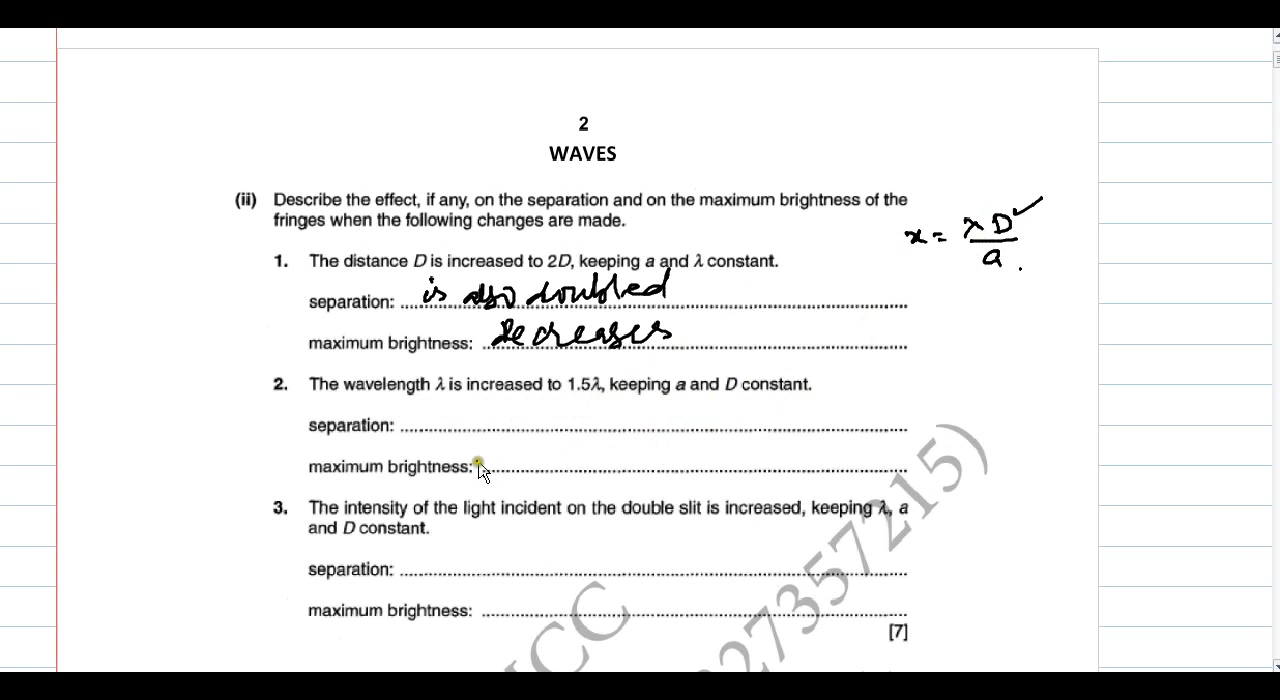 2
WAVES
(ii) Describe the effect, if any, on the separation and on the maximum brightness of the
fringes when the following changes are made.
x = λD / a
1. The distance D is increased to 2D, keeping a and λ constant.
separation: is also doubled
maximum brightness: decreases
2. The wavelength λ is increased to 1.5λ, keeping a and D constant.
separation:
maximum brightness:
3. The intensity of the light incident on the double slit is increased, keeping λ, a
and D constant.
separation:
maximum brightness:
[7]